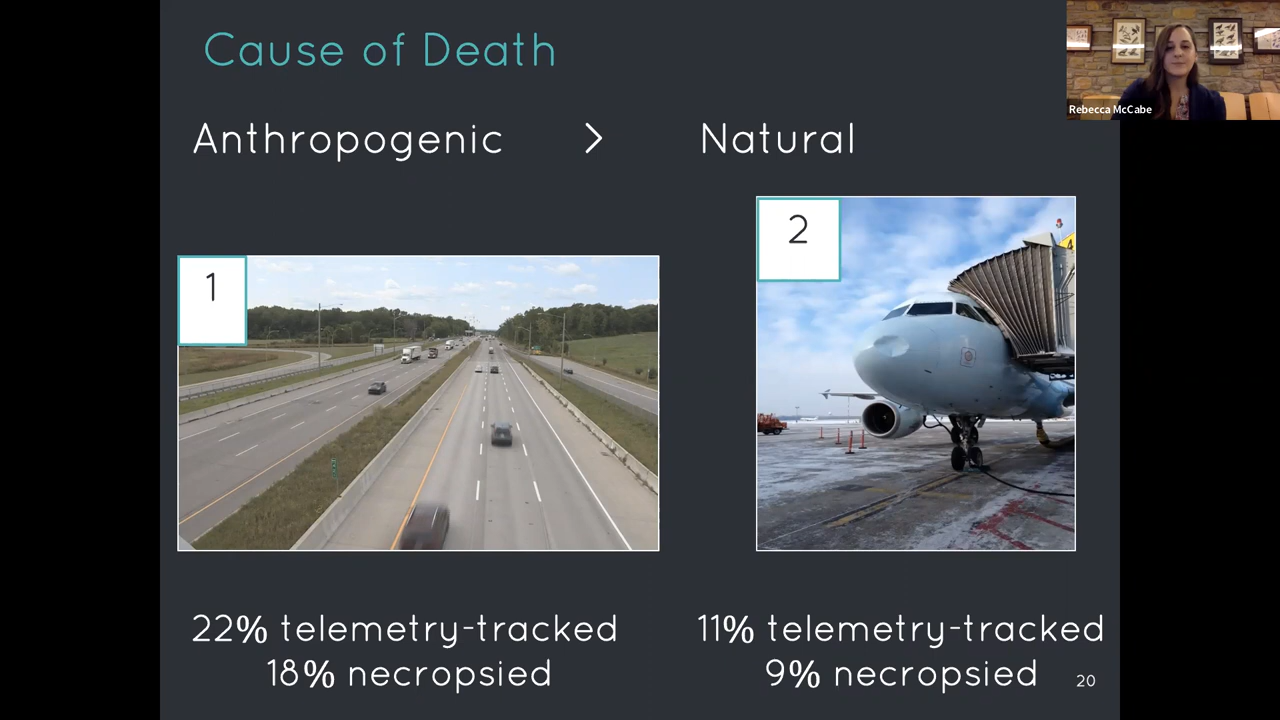 Cause of Death
Rebecca McCabe
Anthropogenic > Natural
1
2
4
22% telemetry-tracked
18% necropsied
11% telemetry-tracked
9% necropsied
20